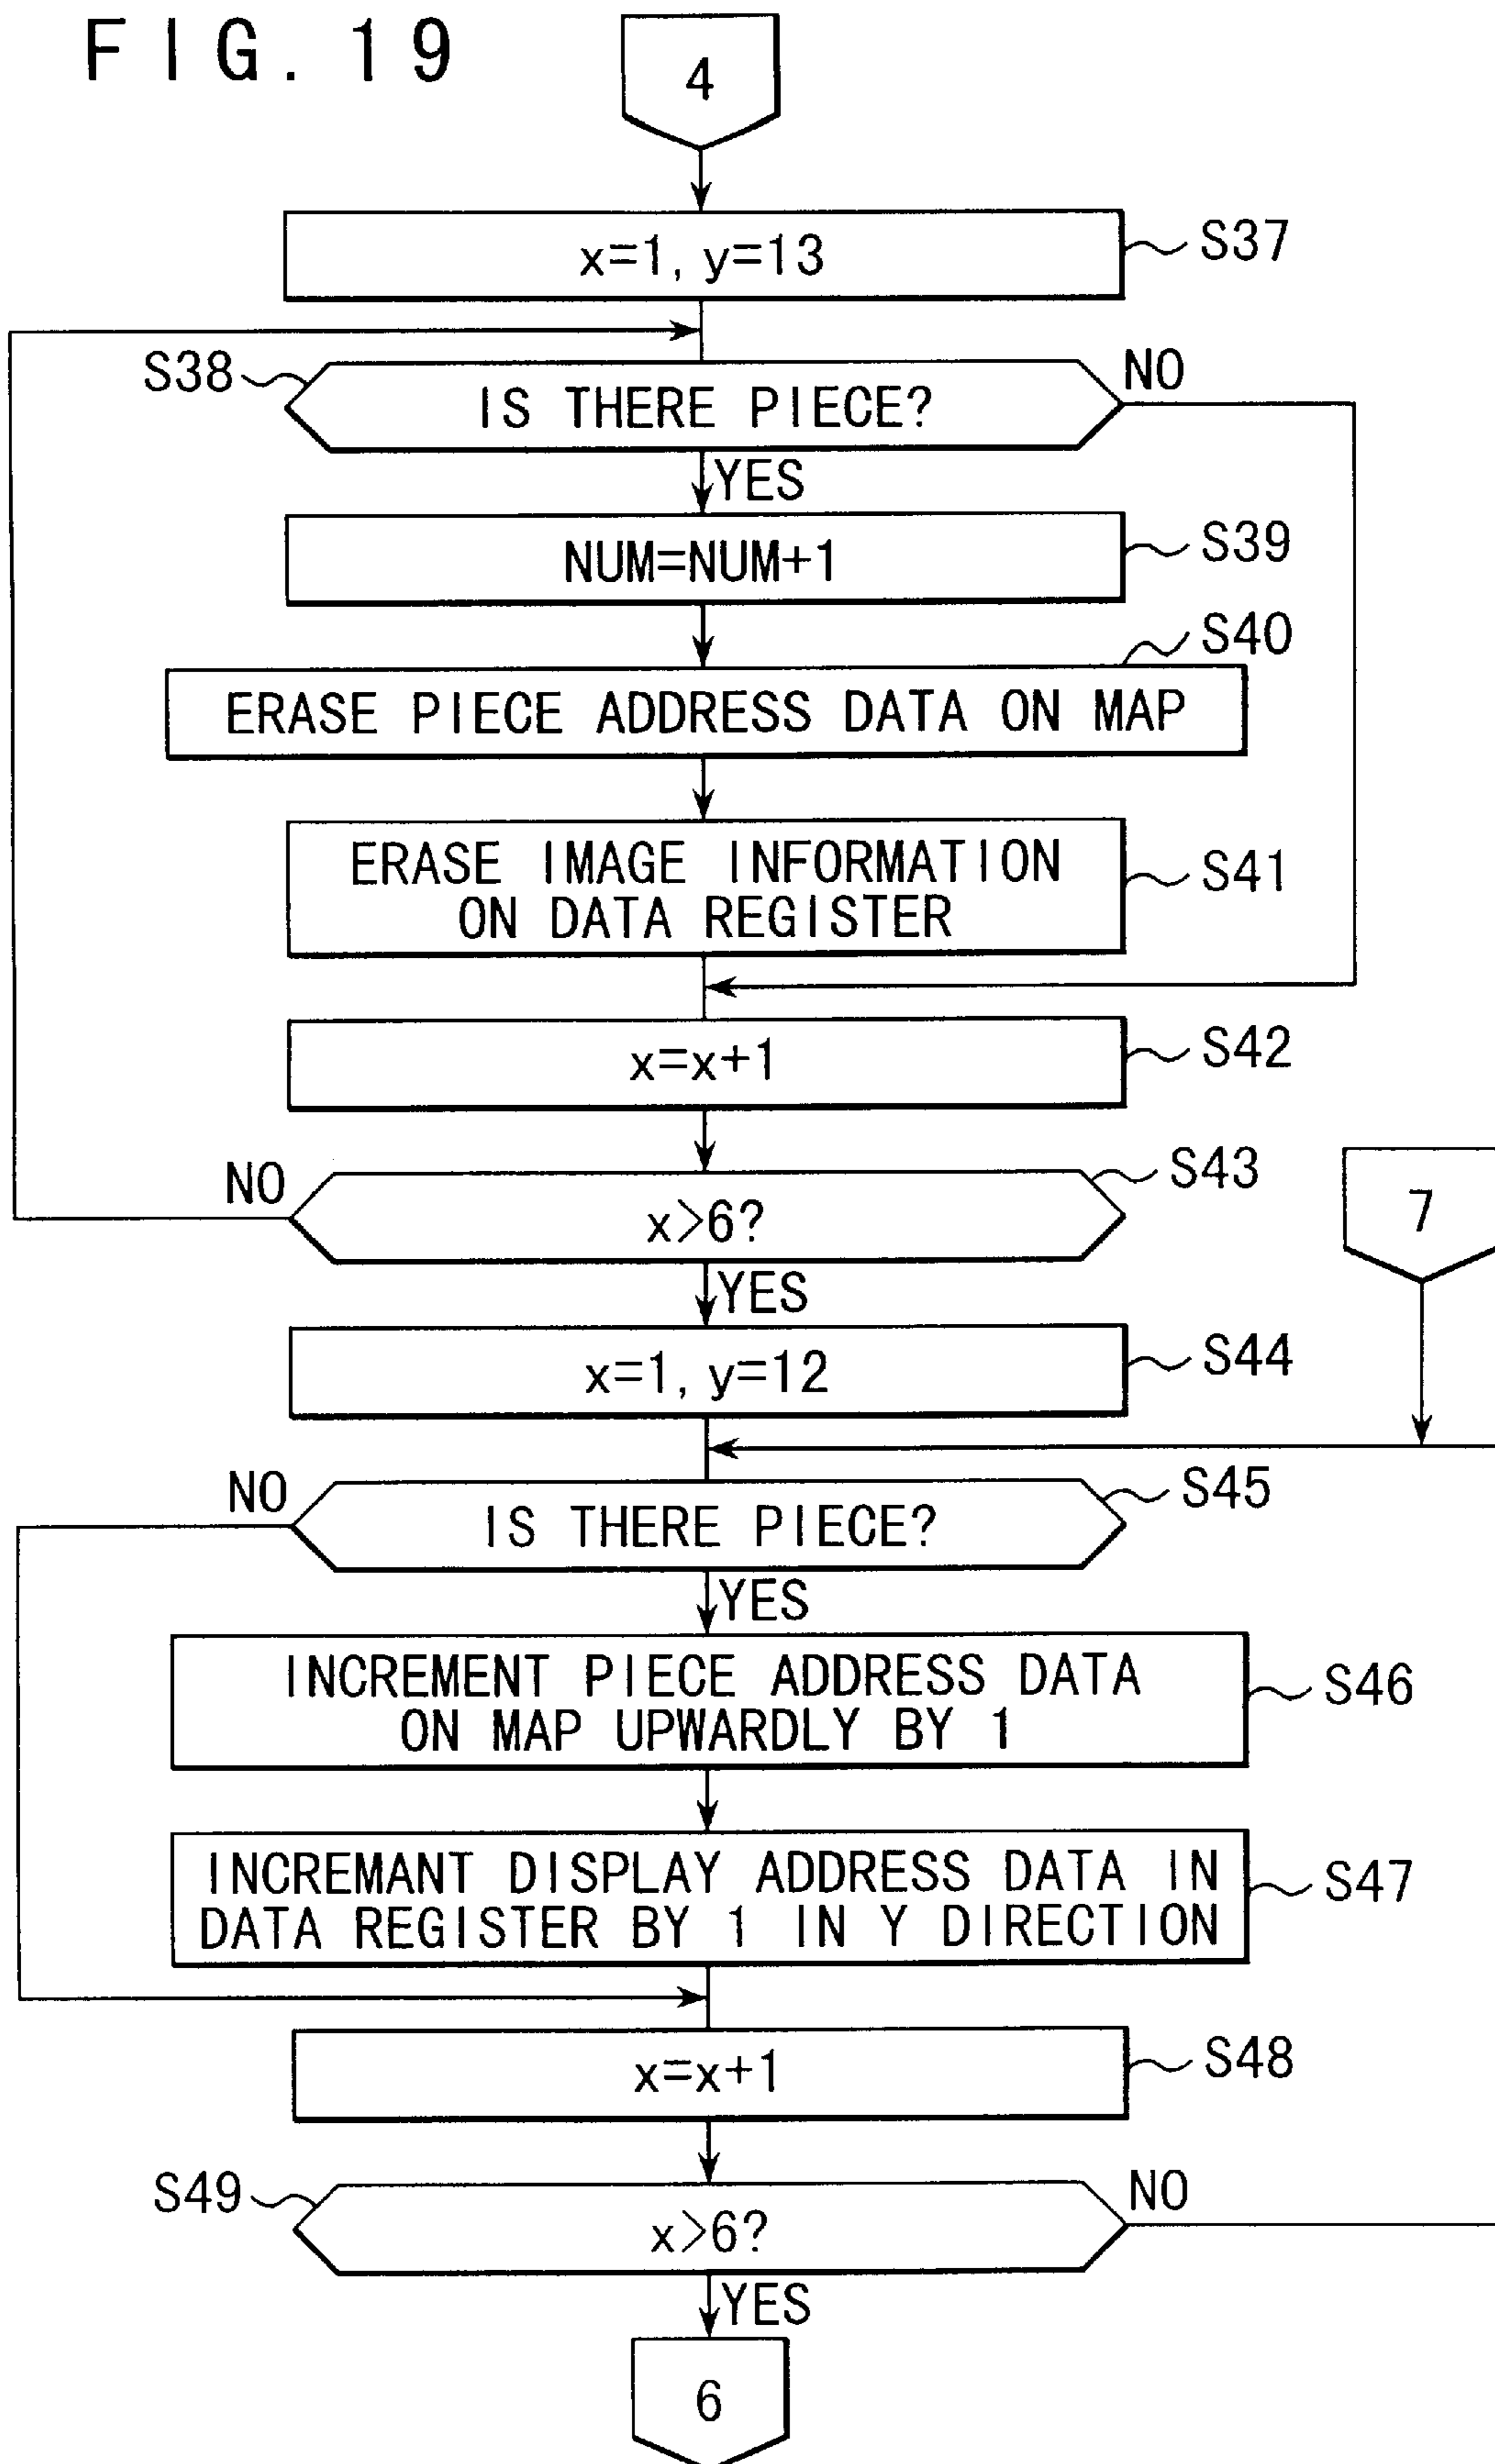 FIG. 19
4
x=1, y=13
S37
S38
IS THERE PIECE?
NO
YES
NUM=NUM+1
S39
S40
ERASE PIECE ADDRESS DATA ON MAP
ERASE IMAGE INFORMATION
ON DATA REGISTER
S41
x=x+1
S42
NO
x>6?
S43
7
YES
x=1, y=12
S44
NO
IS THERE PIECE?
S45
YES
INCREMENT PIECE ADDRESS DATA
ON MAP UPWARDLY BY 1
S46
INCREMANT DISPLAY ADDRESS DATA IN
DATA REGISTER BY 1 IN Y DIRECTION
S47
x=x+1
S48
S49
x>6?
NO
YES
6